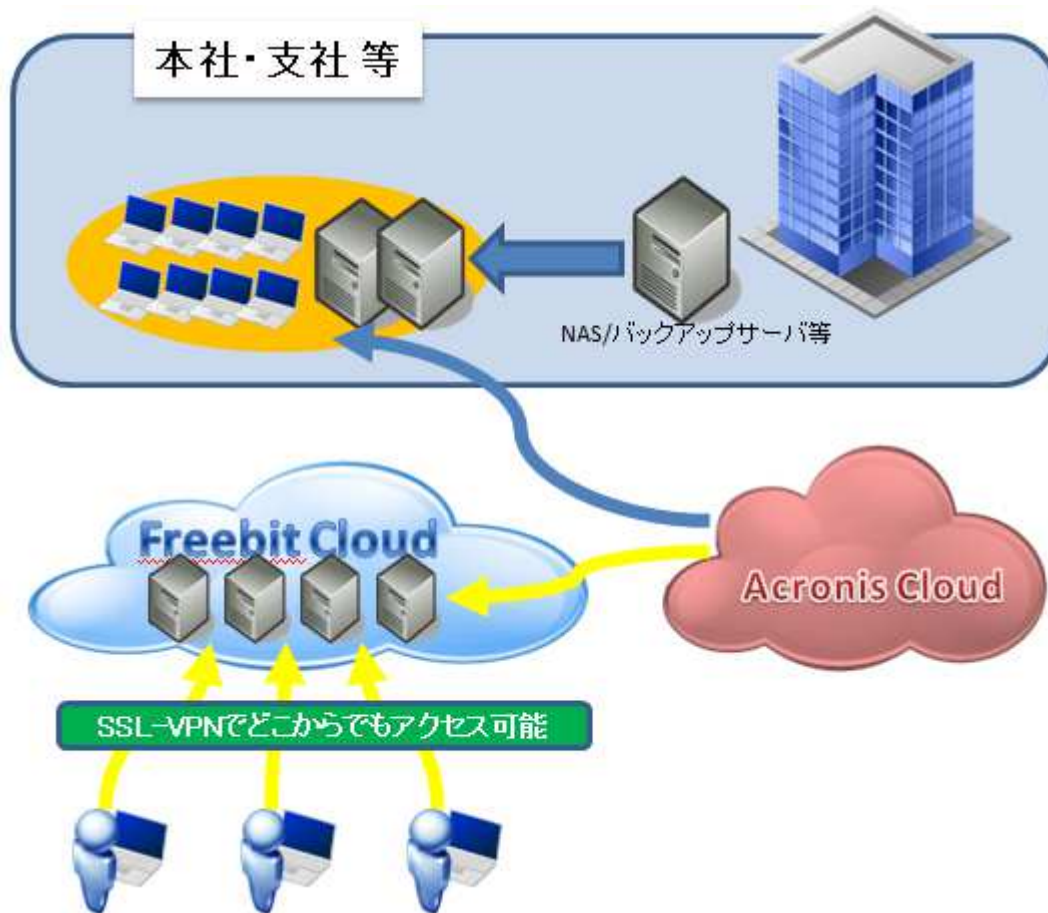 本社・支社 等
NAS/バックアップサーバ等
Freebit Cloud
Acronis Cloud
SSL-VPNでどこからでもアクセス可能